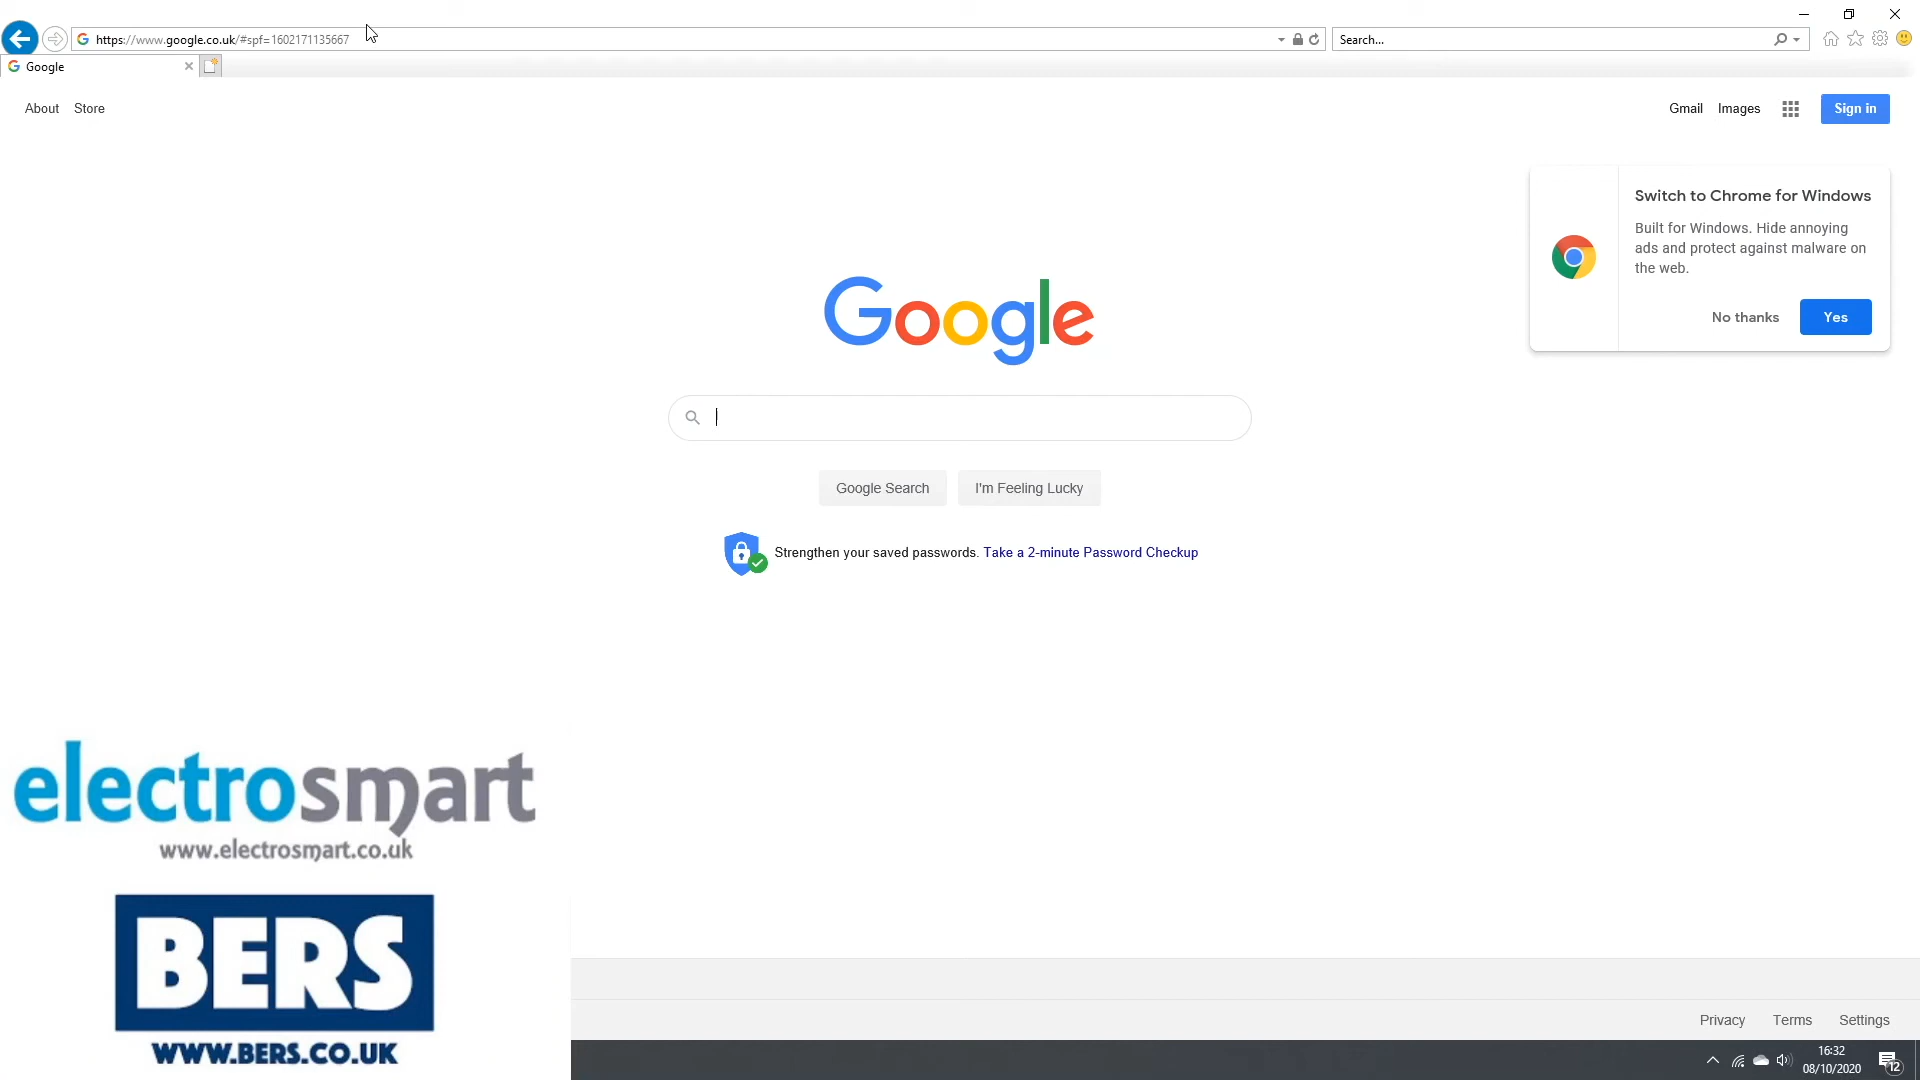 https://www.google.co.uk/#spf=1602171135667
Search...
Google
About Store
Gmail Images Sign in
Switch to Chrome for Windows
Built for Windows. Hide annoying
ads and protect against malware on
the web.
No thanks Yes
Google
Google Search I'm Feeling Lucky
Strengthen your saved passwords. Take a 2-minute Password Checkup
electrosmart
www.electrosmart.co.uk
BERS
WWW.BERS.CO.UK
Privacy Terms Settings
16:32
08/10/2020
12